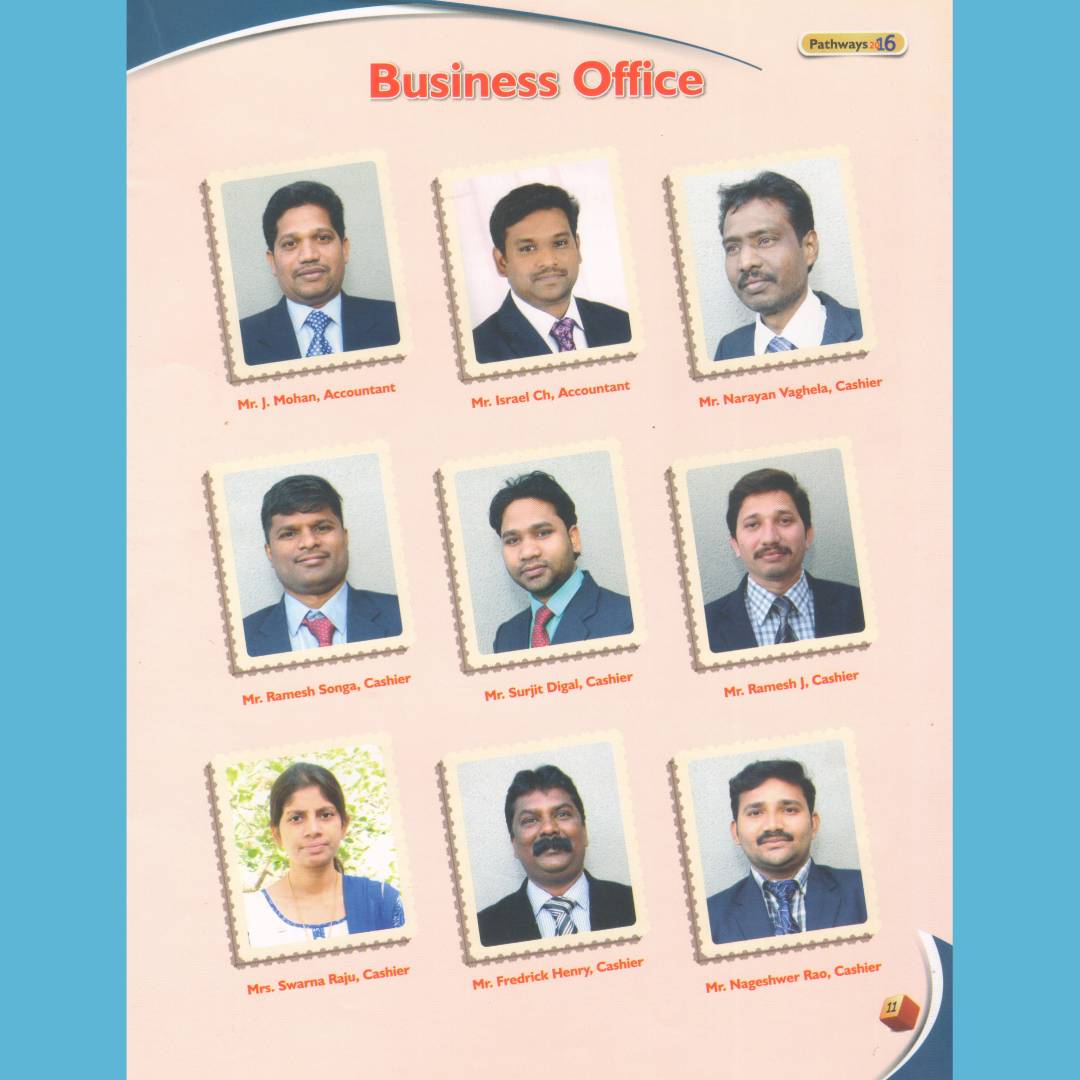 Pathways 2016
Business Office
Mr. J. Mohan, Accountant
Mr. Israel Ch, Accountant
Mr. Narayan Vaghela, Cashier
Mr. Ramesh Songa, Cashier
Mr. Surjit Digal, Cashier
Mr. Ramesh J, Cashier
Mrs. Swarna Raju, Cashier
Mr. Fredrick Henry, Cashier
Mr. Nageshwer Rao, Cashier
11